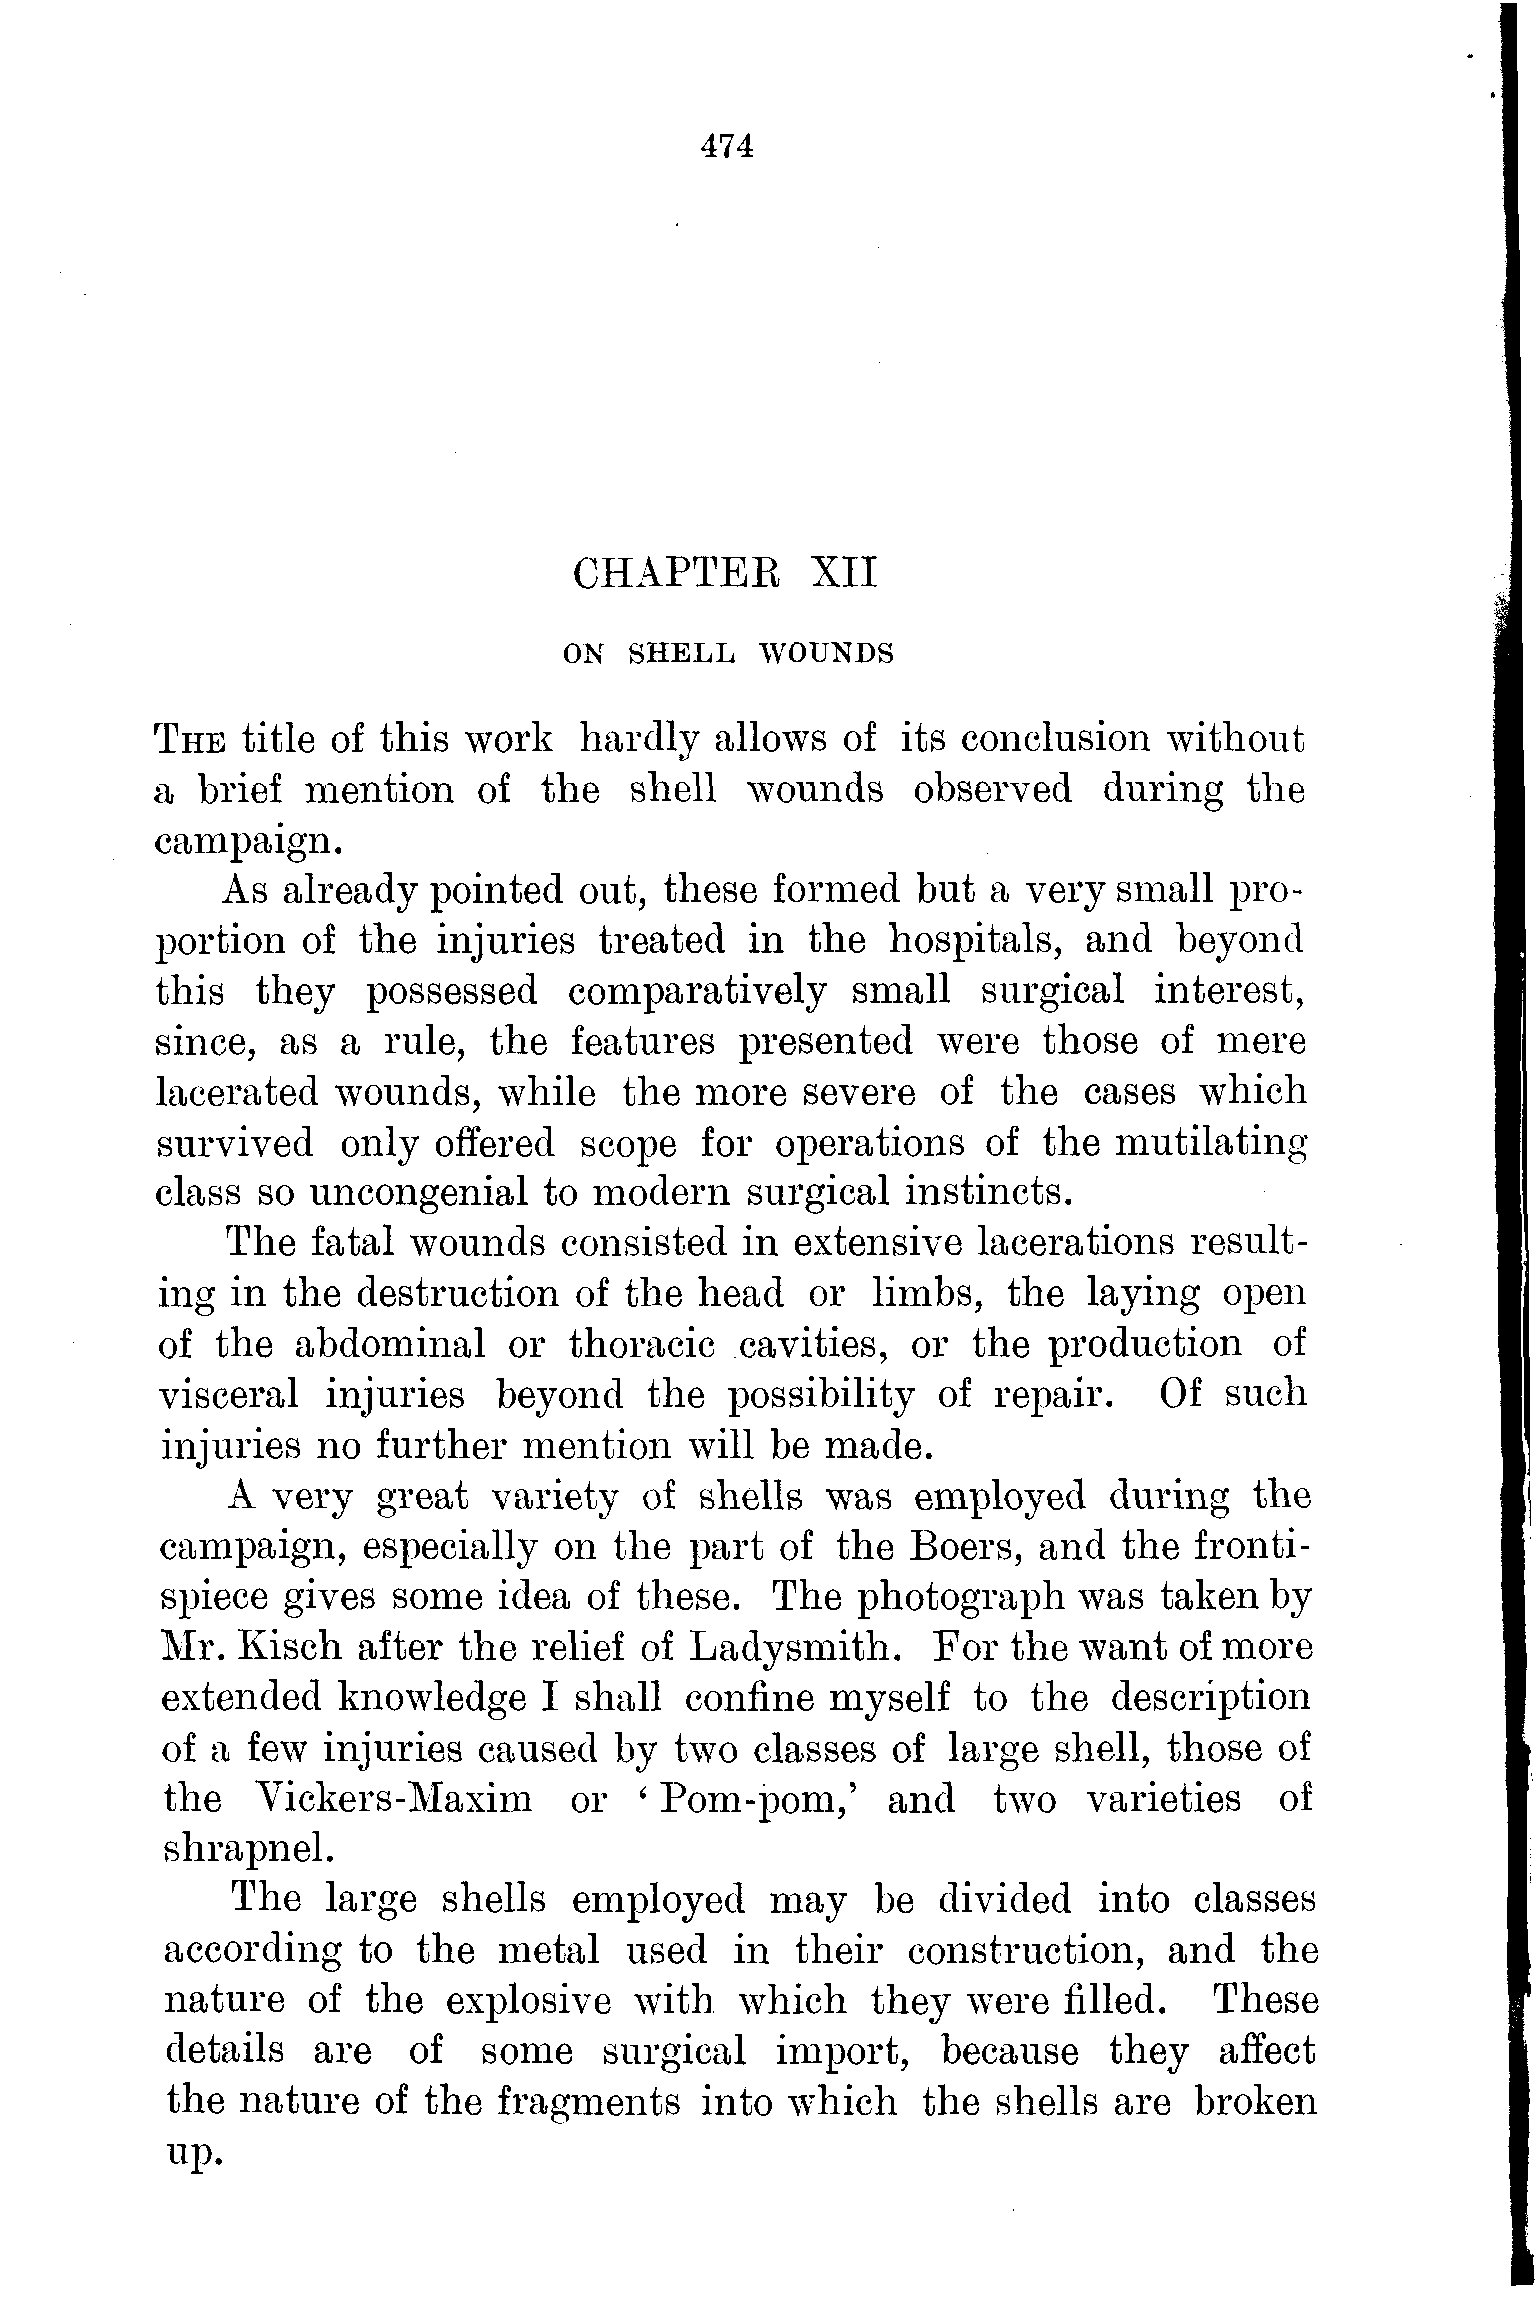 474
CHAPTER XII
ON SHELL WOUNDS
THE title of this work hardly allows of its conclusion without
a brief mention of the shell wounds observed during the
campaign.
As already pointed out, these formed but a very small pro-
portion of the injuries treated in the hospitals, and beyond
this they possessed comparatively small surgical interest,
since, as a rule, the features presented were those of mere
lacerated wounds, while the more severe of the cases which
survived only offered scope for operations of the mutilating
class so uncongenial to modern surgical instincts.
The fatal wounds consisted in extensive lacerations result-
ing in the destruction of the head or limbs, the laying open
of the abdominal or thoracic cavities, or the production of
visceral injuries beyond the possibility of repair. Of such
injuries no further mention will be made.
A very great variety of shells was employed during the
campaign, especially on the part of the Boers, and the fronti-
spiece gives some idea of these. The photograph was taken by
Mr. Kisch after the relief of Ladysmith. For the want of more
extended knowledge I shall confine myself to the description
of a few injuries caused by two classes of large shell, those of
the Vickers-Maxim or ‘ Pom-pom,’ and two varieties of
shrapnel.
The large shells employed may be divided into classes
according to the metal used in their construction, and the
nature of the explosive with which they were filled. These
details are of some surgical import, because they affect
the nature of the fragments into which the shells are broken
up.